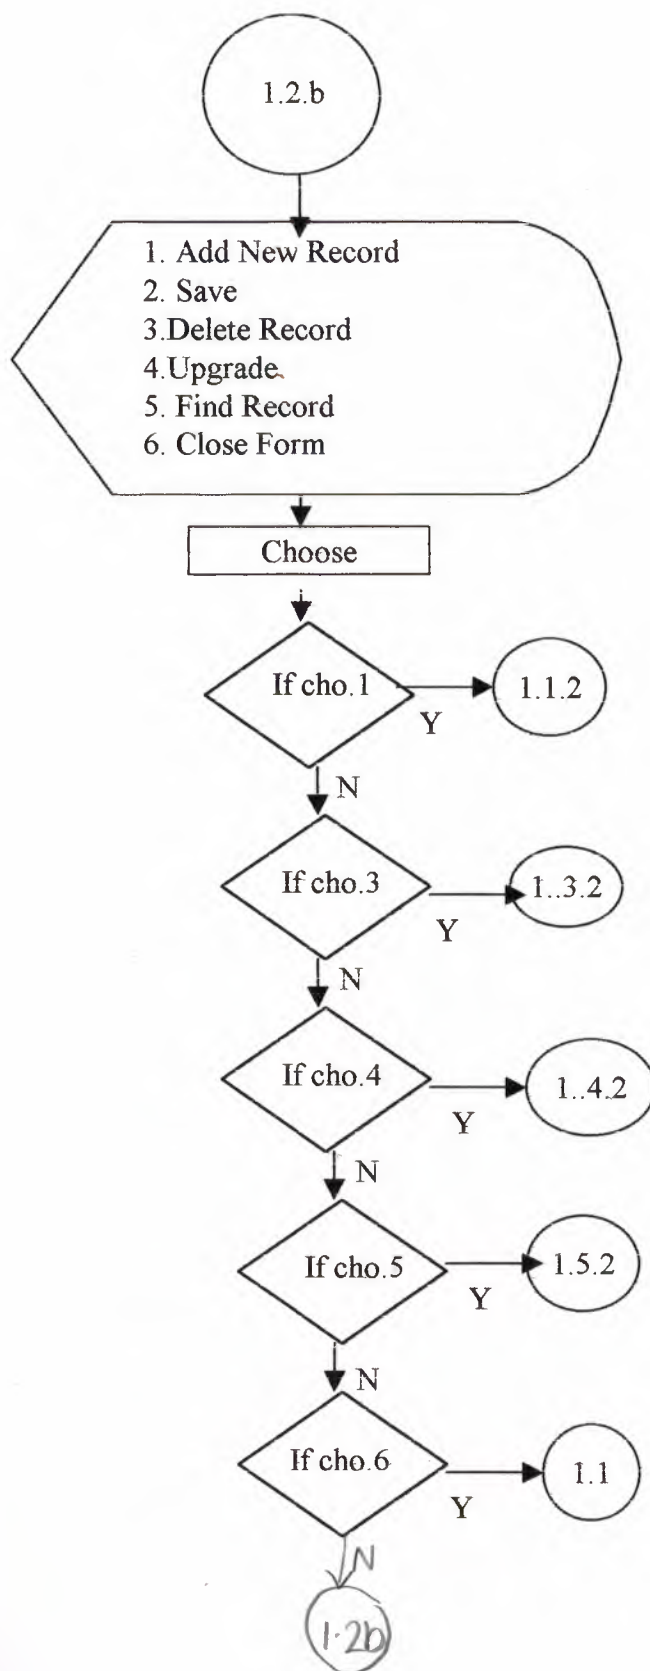 1.2.b
1. Add New Record
2. Save
3.Delete Record
4.Upgrade
5. Find Record
6. Close Form
Choose
If cho.1
Y
1.1.2
N
If cho.3
Y
1..3.2
N
If cho.4
Y
1..4.2
N
If cho.5
Y
1.5.2
N
If cho.6
Y
1.1
N
1.2b